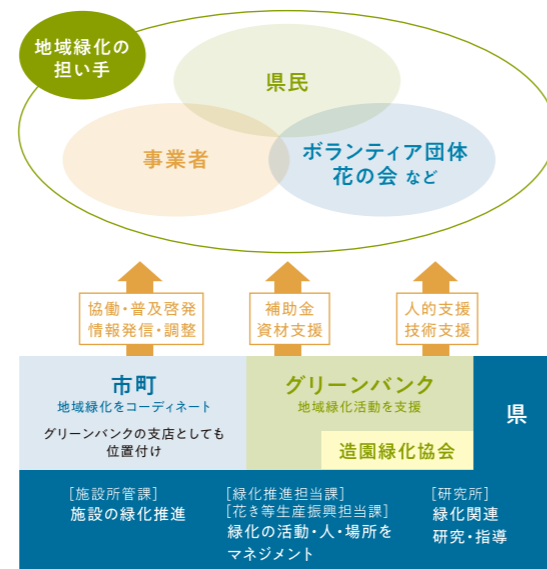 地域緑化の
担い手
県民
事業者
ボランティア団体
花の会 など
協働・普及啓発
情報発信・調整
補助金
資材支援
人的支援
技術支援
市町
地域緑化をコーディネート
グリーンバンクの支店としても
位置付け
グリーンバンク
地域緑化活動を支援
造園緑化協会
県
[施設所管課]
施設の緑化推進
[緑化推進担当課]
[花き等生産振興担当課]
緑化の活動・人・場所を
マネジメント
[研究所]
緑化関連
研究・指導